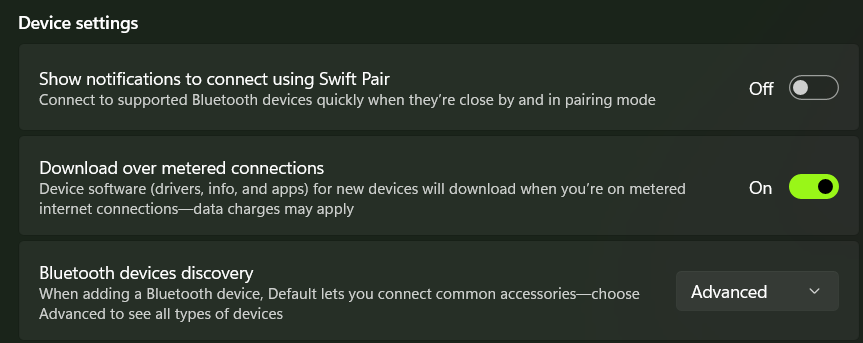 Device settings
Show notifications to connect using Swift Pair
Connect to supported Bluetooth devices quickly when they’re close by and in pairing mode
Off
Download over metered connections
Device software (drivers, info, and apps) for new devices will download when you’re on metered
internet connections—data charges may apply
On
Bluetooth devices discovery
When adding a Bluetooth device, Default lets you connect common accessories—choose
Advanced to see all types of devices
Advanced